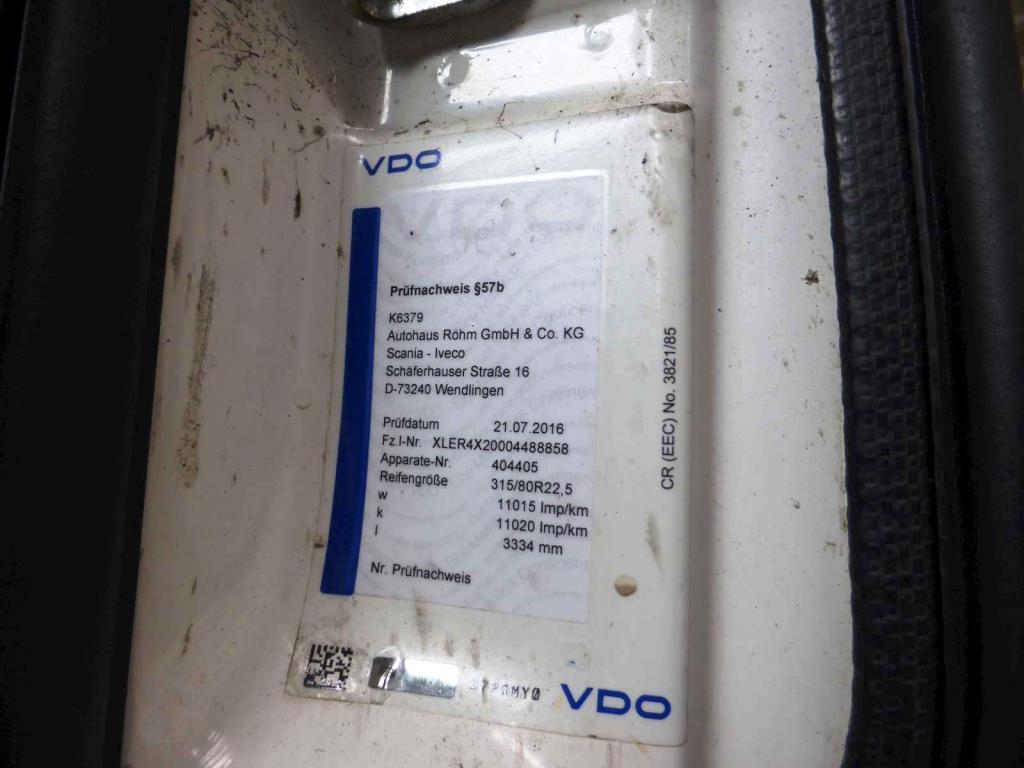 VDO
VDO
Prüfnachweis §57b
K6379
Autohaus Röhm GmbH & Co. KG
Scania - Iveco
Schäferhauser Straße 16
D-73240 Wendlingen
Prüfdatum 21.07.2016
Fz.I-Nr. XLER4X20004488858
Apparate-Nr. 404405
Reifengröße 315/80R22,5
w 11015 Imp/km
k 11020 Imp/km
l 3334 mm
Nr. Prüfnachweis
CR (EEC) No. 3821/85
VDO